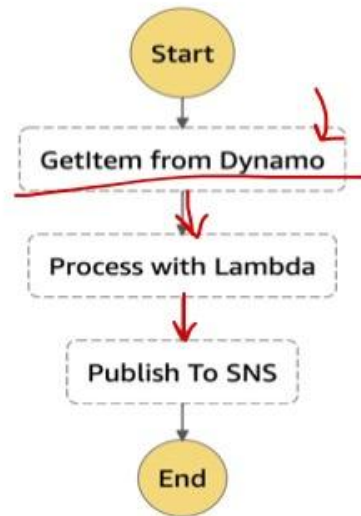 Start
GetItem from Dynamo
Process with Lambda
Publish To SNS
End